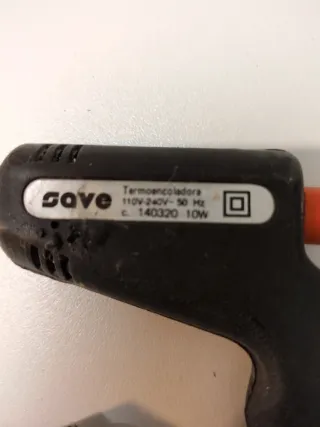 save
Termoencoladora
110V-240V~ 50 Hz
c. 140320 10W